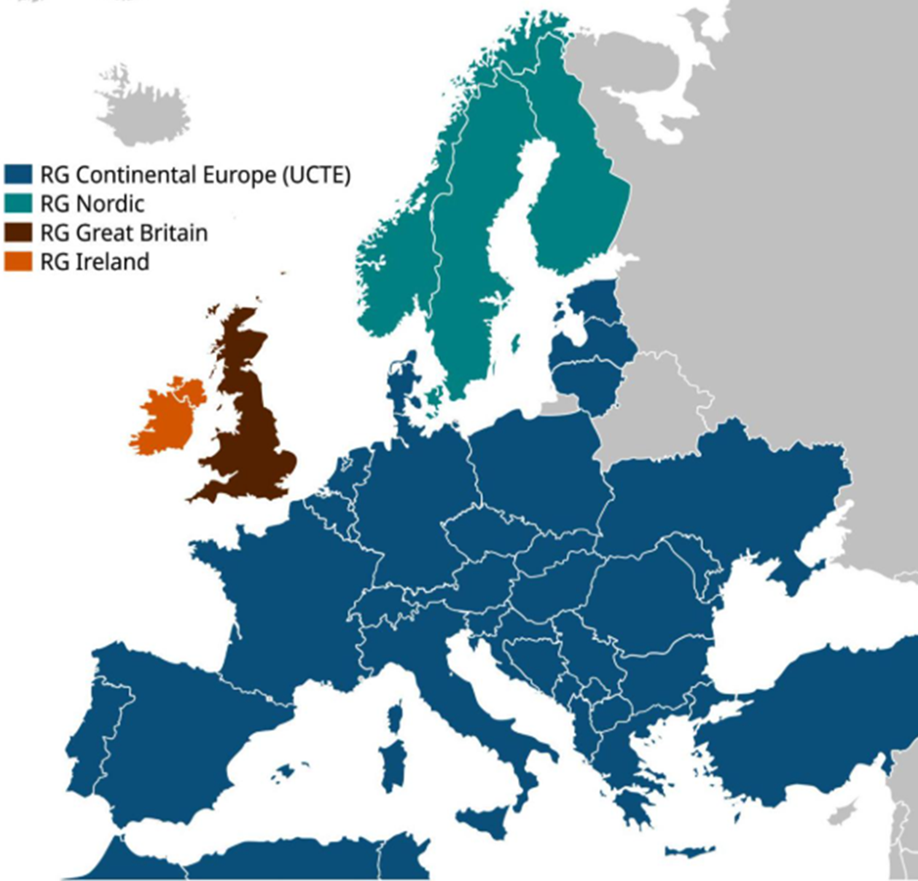 RG Continental Europe (UCTE)
RG Nordic
RG Great Britain
RG Ireland